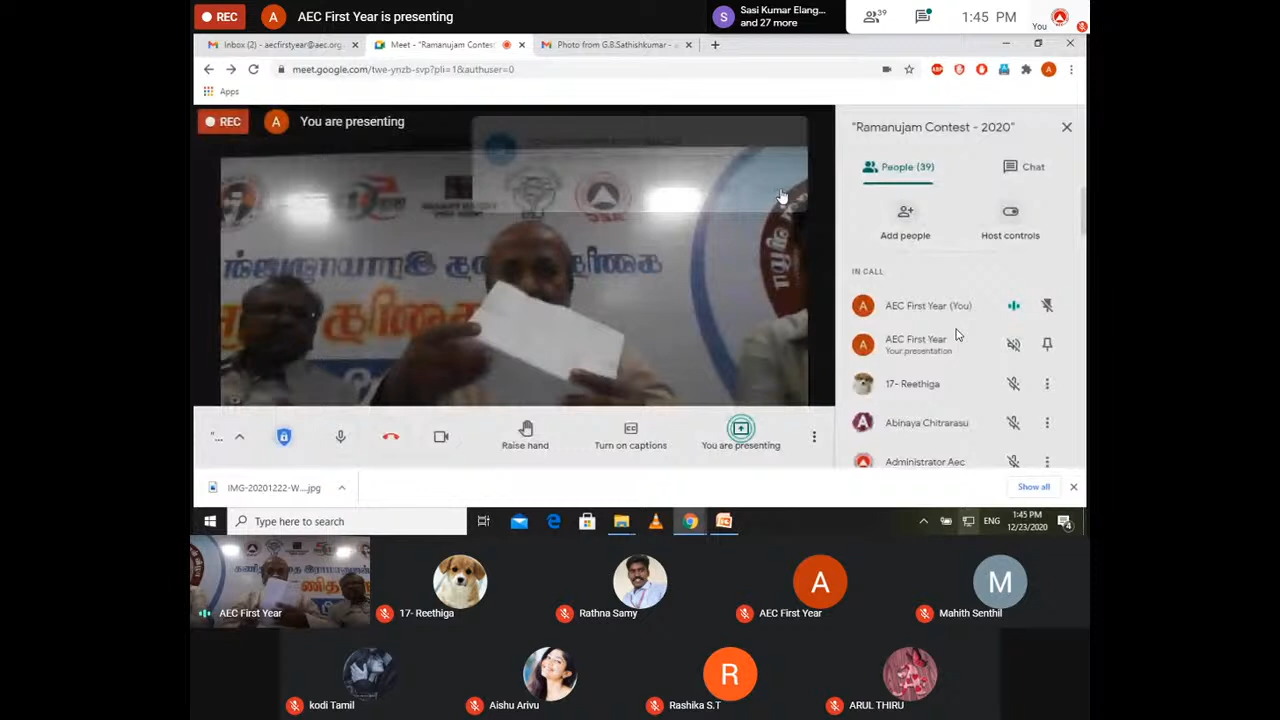 REC
AEC First Year is presenting
Sasi Kumar Elang...
and 27 more
39
1:45 PM
You
Inbox (2) - aecfirstyear@aec.org.
Meet - "Ramanujam Contest
Photo from G.B.Sathishkumar -
meet.google.com/twe-ynzb-svp?pli=1&authuser=0
Apps
REC
You are presenting
"Ramanujam Contest - 2020"
People (39)
Chat
Add people
Host controls
IN CALL
AEC First Year (You)
AEC First Year
Your presentation
17- Reethiga
Abinaya Chitrarasu
Administrator Aec
"...
Raise hand
Turn on captions
You are presenting
IMG-20201222-W....jpg
Show all
Type here to search
ENG
1:45 PM
12/23/2020
4
AEC First Year
17- Reethiga
Rathna Samy
AEC First Year
Mahith Senthil
kodi Tamil
Aishu Arivu
Rashika S.T
ARUL THIRU